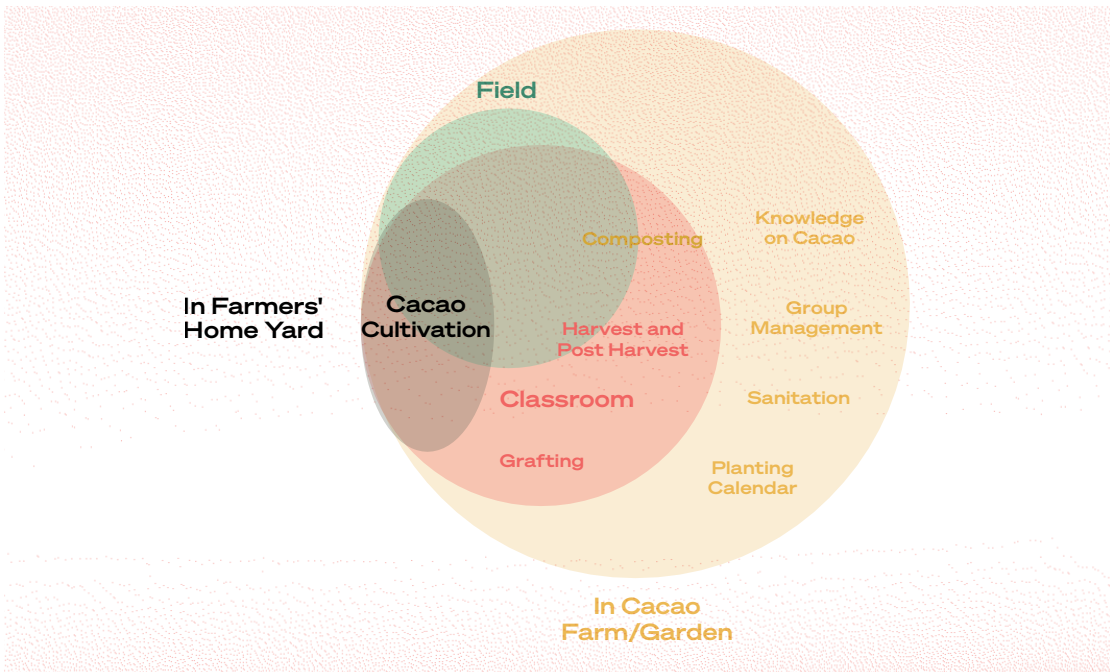 Field
Knowledge
on Cacao
Composting
In Farmers'
Home Yard
Cacao
Cultivation
Group
Management
Harvest and
Post Harvest
Classroom
Sanitation
Grafting
Planting
Calendar
In Cacao
Farm/Garden